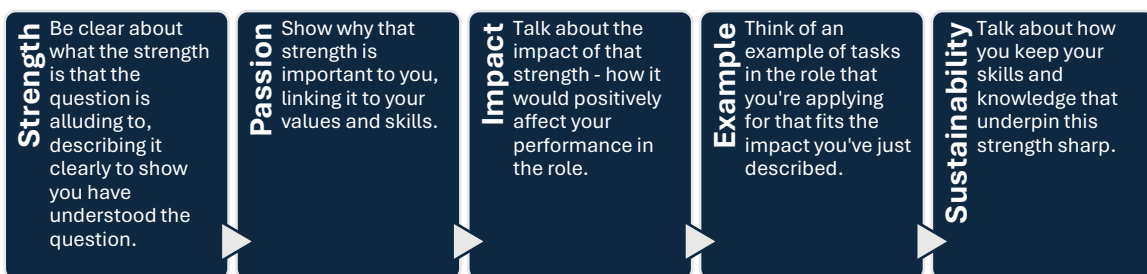 Strength
Be clear about
what the strength
is that the
question is
alluding to,
describing it
clearly to show
you have
understood the
question.
Passion
Show why that
strength is
important to you,
linking it to your
values and skills.
Impact
Talk about the
impact of that
strength - how it
would positively
affect your
performance in
the role.
Example
Think of an
example of tasks
in the role that
you're applying
for that fits the
impact you've just
described.
Sustainability
Talk about how
you keep your
skills and
knowledge that
underpin this
strength sharp.